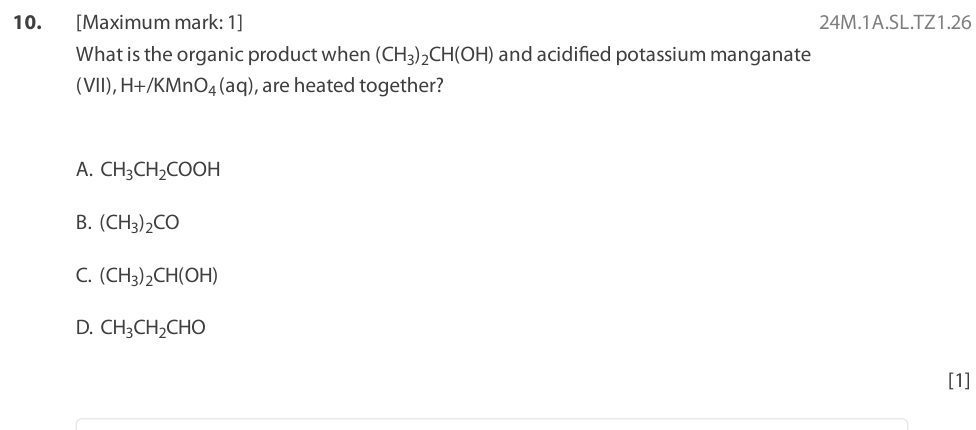 10. [Maximum mark: 1] 24M.1A.SL.TZ1.26
What is the organic product when (CH₃)₂CH(OH) and acidified potassium manganate
(VII), H+/KMnO₄ (aq), are heated together?
A. CH₃CH₂COOH
B. (CH₃)₂CO
C. (CH₃)₂CH(OH)
D. CH₃CH₂CHO
[1]